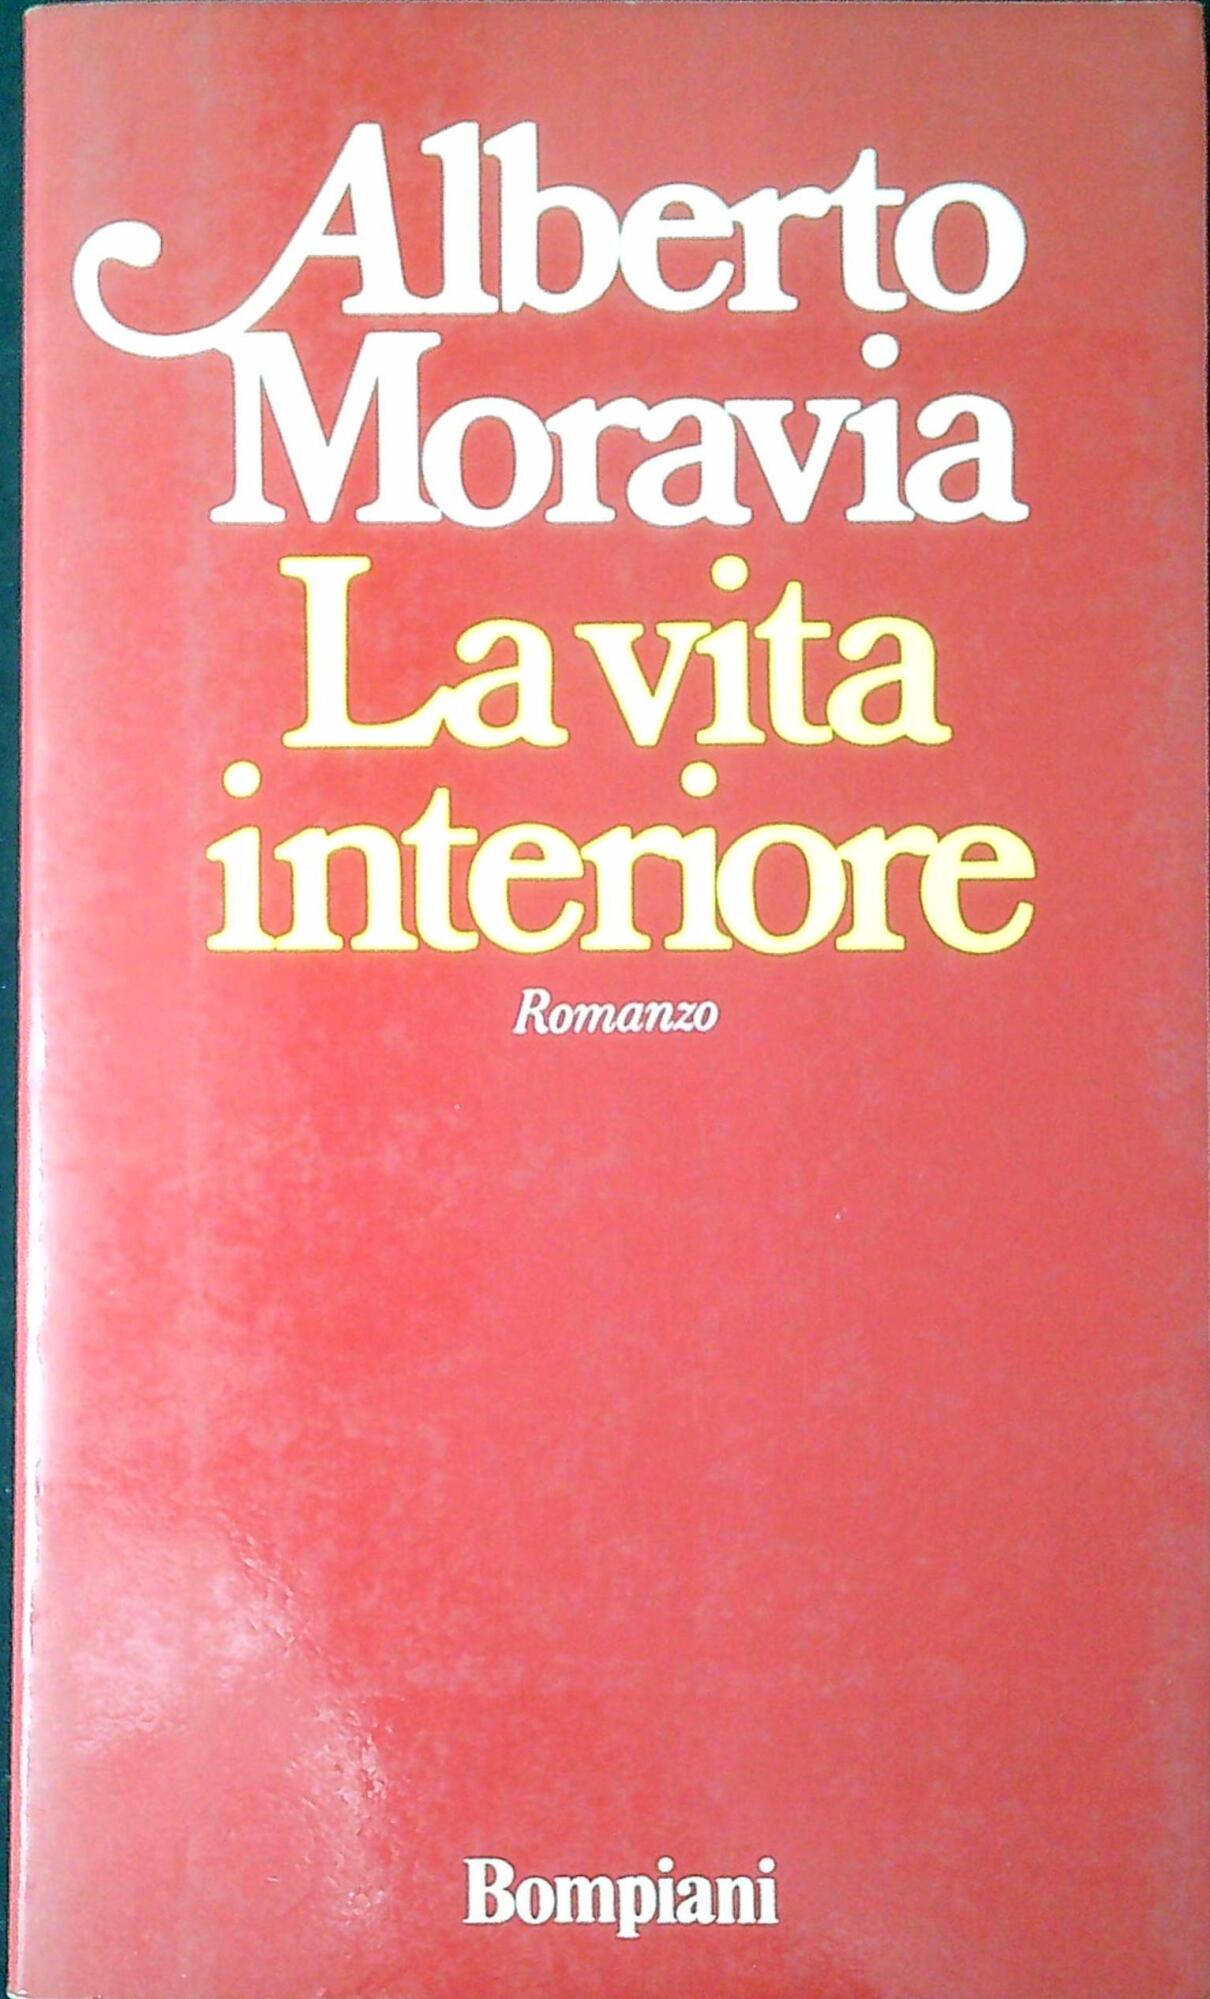 Alberto
Moravia
La vita
interiore
Romanzo
Bompiani